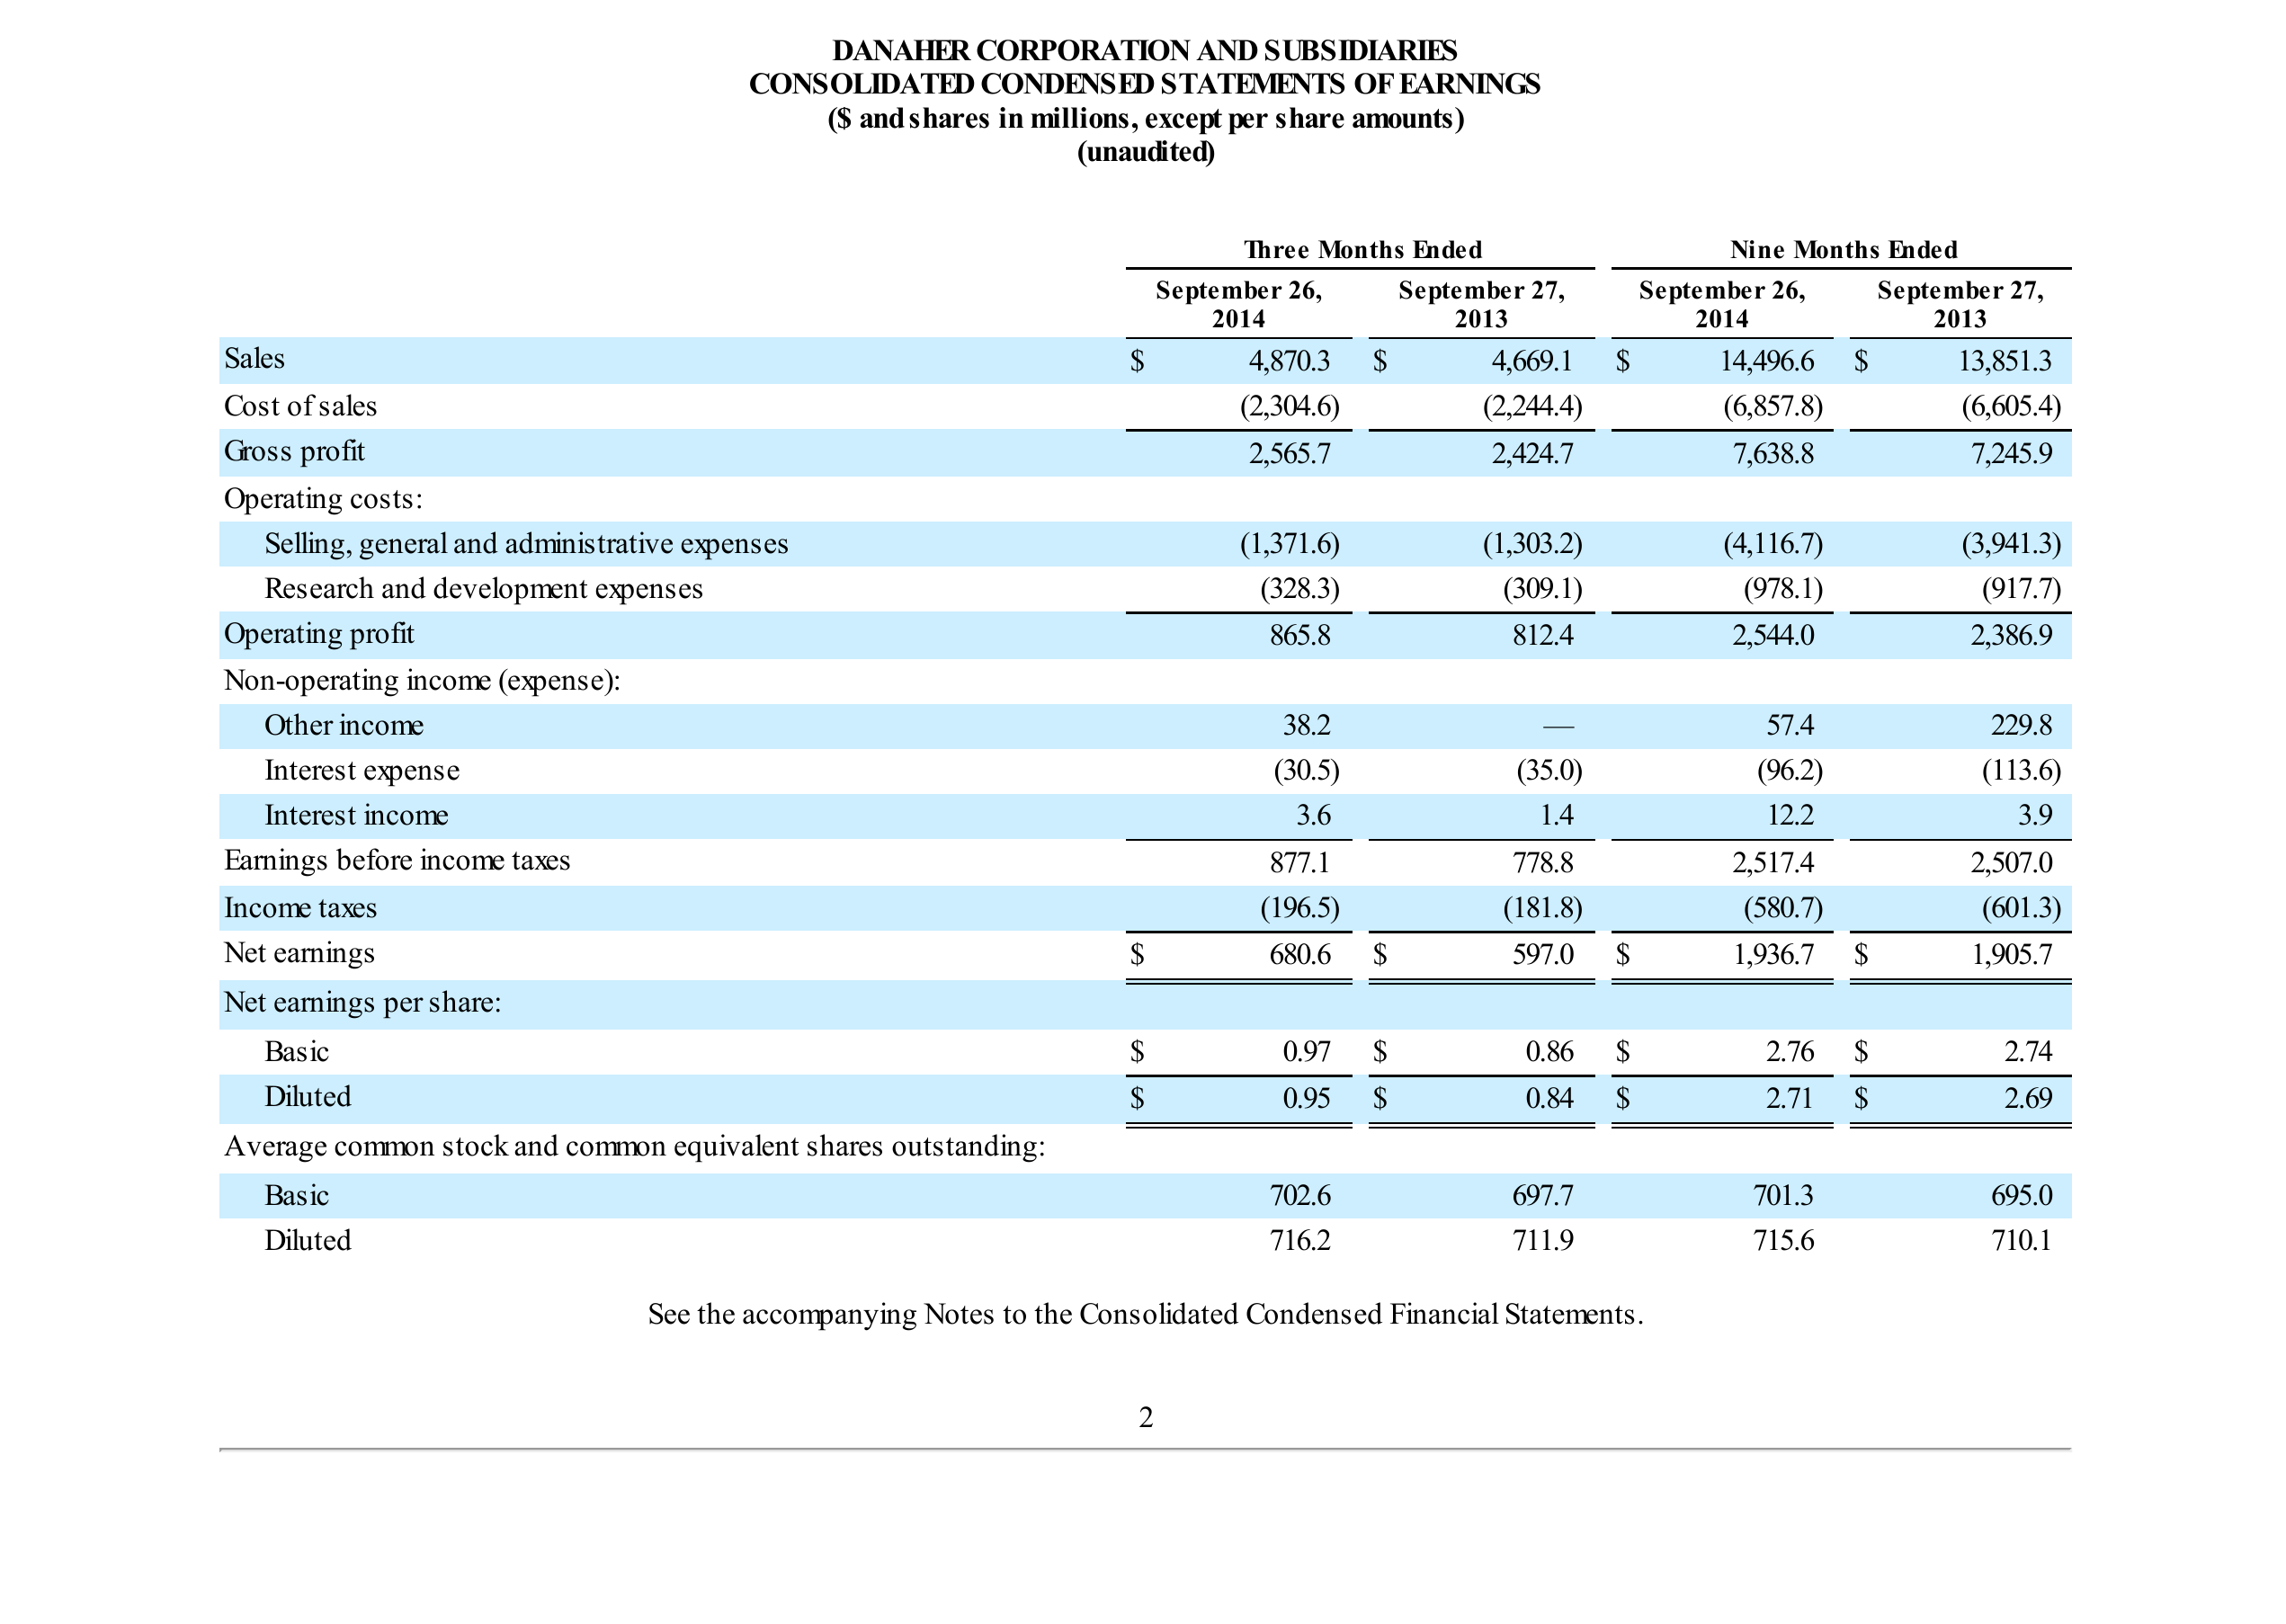 DANAHER CORPORATION AND SUBSIDIARIES
CONSOLIDATED CONDENSED STATEMENTS OF EARNINGS
($ and shares in millions, except per share amounts)
(unaudited)
Three Months Ended Nine Months Ended
September 26, September 27, September 26, September 27,
2014 2013 2014 2013
Sales $ 4,870.3 $ 4,669.1 $ 14,496.6 $ 13,851.3
Cost of sales (2,304.6) (2,244.4) (6,857.8) (6,605.4)
Gross profit 2,565.7 2,424.7 7,638.8 7,245.9
Operating costs:
Selling, general and administrative expenses (1,371.6) (1,303.2) (4,116.7) (3,941.3)
Research and development expenses (328.3) (309.1) (978.1) (917.7)
Operating profit 865.8 812.4 2,544.0 2,386.9
Non-operating income (expense):
Other income 38.2 — 57.4 229.8
Interest expense (30.5) (35.0) (96.2) (113.6)
Interest income 3.6 1.4 12.2 3.9
Earnings before income taxes 877.1 778.8 2,517.4 2,507.0
Income taxes (196.5) (181.8) (580.7) (601.3)
Net earnings $ 680.6 $ 597.0 $ 1,936.7 $ 1,905.7
Net earnings per share:
Basic $ 0.97 $ 0.86 $ 2.76 $ 2.74
Diluted $ 0.95 $ 0.84 $ 2.71 $ 2.69
Average common stock and common equivalent shares outstanding:
Basic 702.6 697.7 701.3 695.0
Diluted 716.2 711.9 715.6 710.1
See the accompanying Notes to the Consolidated Condensed Financial Statements.
2